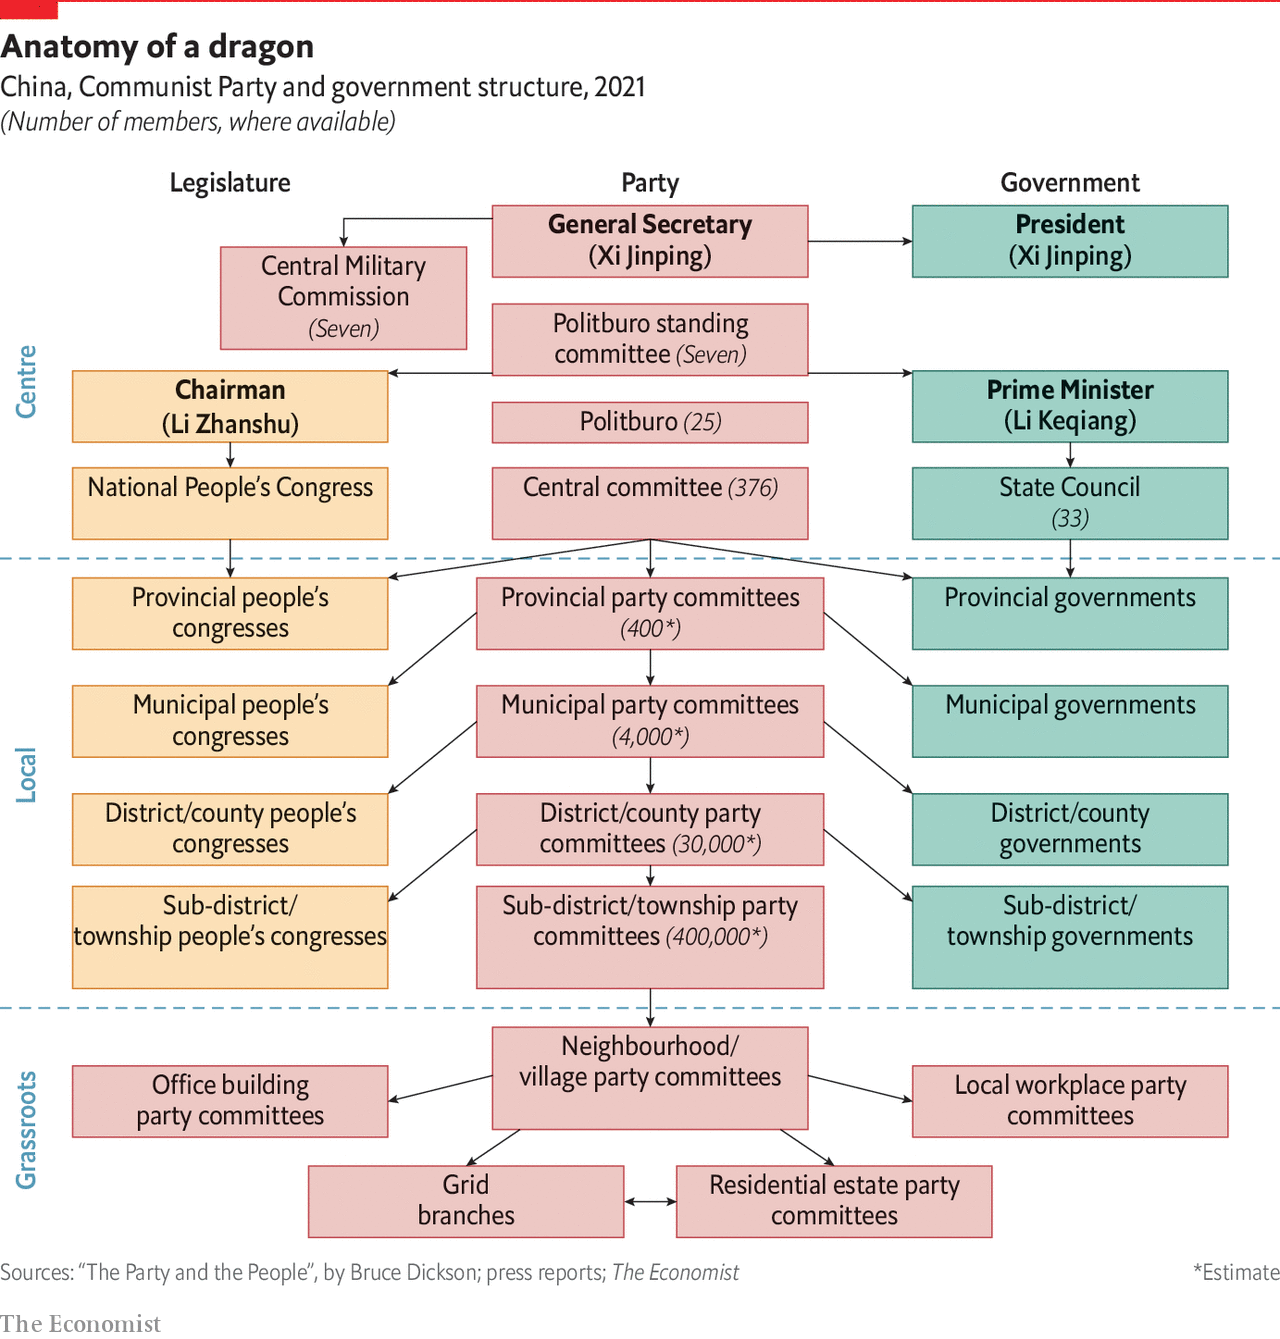 Anatomy of a dragon
China, Communist Party and government structure, 2021
(Number of members, where available)
Legislature
Party
Government
General Secretary
(Xi Jinping)
President
(Xi Jinping)
Central Military
Commission
(Seven)
Politburo standing
committee (Seven)
Centre
Chairman
(Li Zhanshu)
Politburo (25)
Prime Minister
(Li Keqiang)
National People’s Congress
Central committee (376)
State Council
(33)
Provincial people’s
congresses
Provincial party committees
(400*)
Provincial governments
Municipal people’s
congresses
Municipal party committees
(4,000*)
Municipal governments
Local
District/county people’s
congresses
District/county party
committees (30,000*)
District/county
governments
Sub-district/
township people’s congresses
Sub-district/township party
committees (400,000*)
Sub-district/
township governments
Neighbourhood/
village party committees
Grassroots
Office building
party committees
Local workplace party
committees
Grid
branches
Residential estate party
committees
Sources: “The Party and the People”, by Bruce Dickson; press reports; The Economist
*Estimate
The Economist